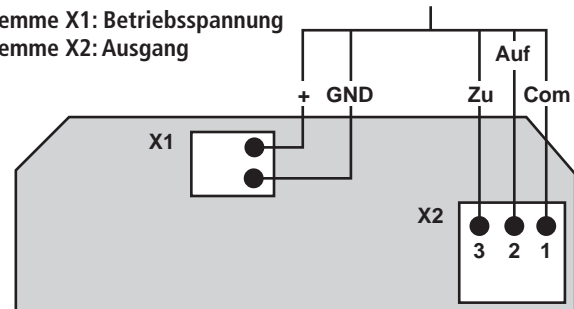 emme X1: Betriebsspannung
emme X2: Ausgang
Auf
+ GND Zu Com
X1
X2
3 2 1